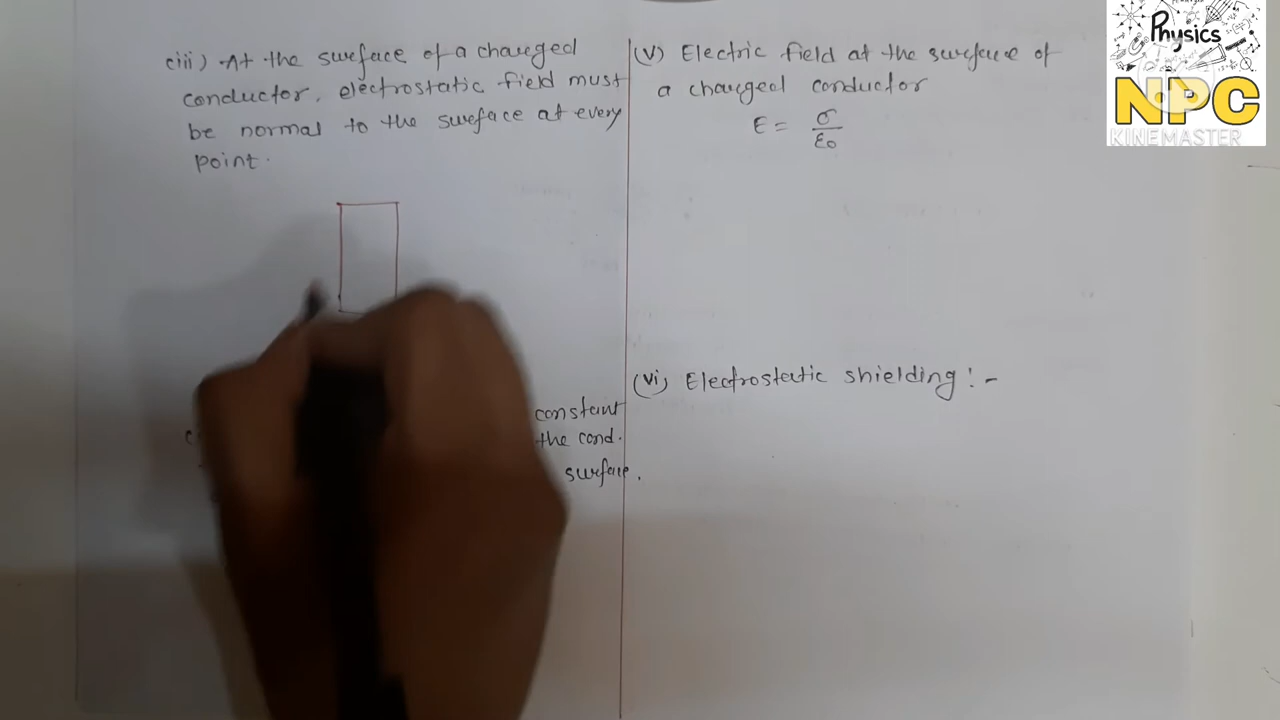 (iii) At the surface of a charged
conductor, electrostatic field must
be normal to the surface at every
point.
constant
the cond.
surface.
(v) Electric field at the surface of
a charged conductor
E = σ/ε0
(vi) Electrostatic shielding : -
Physics
NPC
KINEMASTER